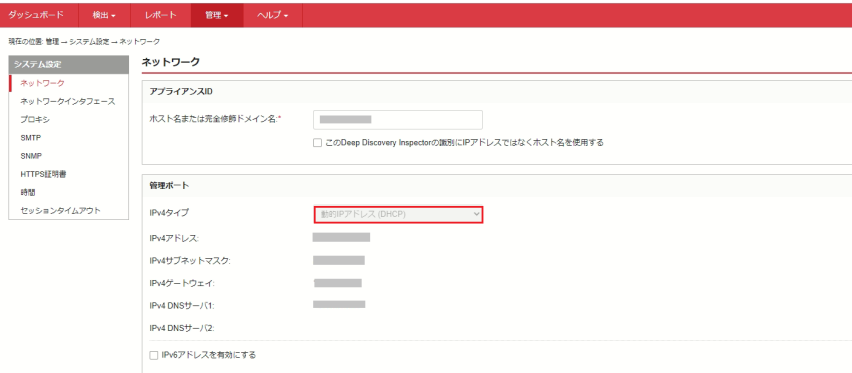 ダッシュボード 検出 レポート 管理 ヘルプ
現在の位置: 管理 → システム設定 → ネットワーク
システム設定
ネットワーク
ネットワークインタフェース
プロキシ
SMTP
SNMP
HTTPS証明書
時間
セッションタイムアウト
ネットワーク
アプライアンスID
ホスト名または完全修飾ドメイン名:*
このDeep Discovery Inspectorの識別にIPアドレスではなくホスト名を使用する
管理ポート
IPv4タイプ 動的IPアドレス (DHCP)
IPv4アドレス:
IPv4サブネットマスク:
IPv4ゲートウェイ:
IPv4 DNSサーバ1:
IPv4 DNSサーバ2:
IPv6アドレスを有効にする